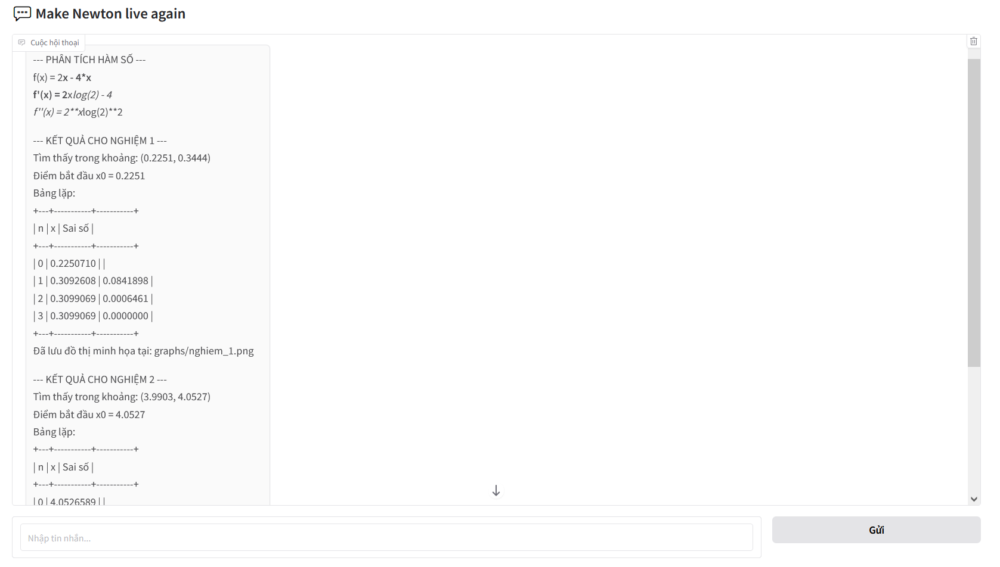 Make Newton live again
Cuộc hội thoại
--- PHÂN TÍCH HÀM SỐ ---
f(x) = 2x - 4*x
f'(x) = 2xlog(2) - 4
f''(x) = 2**xlog(2)**2
--- KẾT QUẢ CHO NGHIỆM 1 ---
Tìm thấy trong khoảng: (0.2251, 0.3444)
Điểm bắt đầu x0 = 0.2251
Bảng lặp:
+---+-----------+-----------+
| n | x | Sai số |
+---+-----------+-----------+
| 0 | 0.2250710 | |
| 1 | 0.3092608 | 0.0841898 |
| 2 | 0.3099069 | 0.0006461 |
| 3 | 0.3099069 | 0.0000000 |
+---+-----------+-----------+
Đã lưu đồ thị minh họa tại: graphs/nghiem_1.png
--- KẾT QUẢ CHO NGHIỆM 2 ---
Tìm thấy trong khoảng: (3.9903, 4.0527)
Điểm bắt đầu x0 = 4.0527
Bảng lặp:
+---+-----------+-----------+
| n | x | Sai số |
+---+-----------+-----------+
| 0 | 4.0526589 | |
Nhập tin nhắn...
Gửi